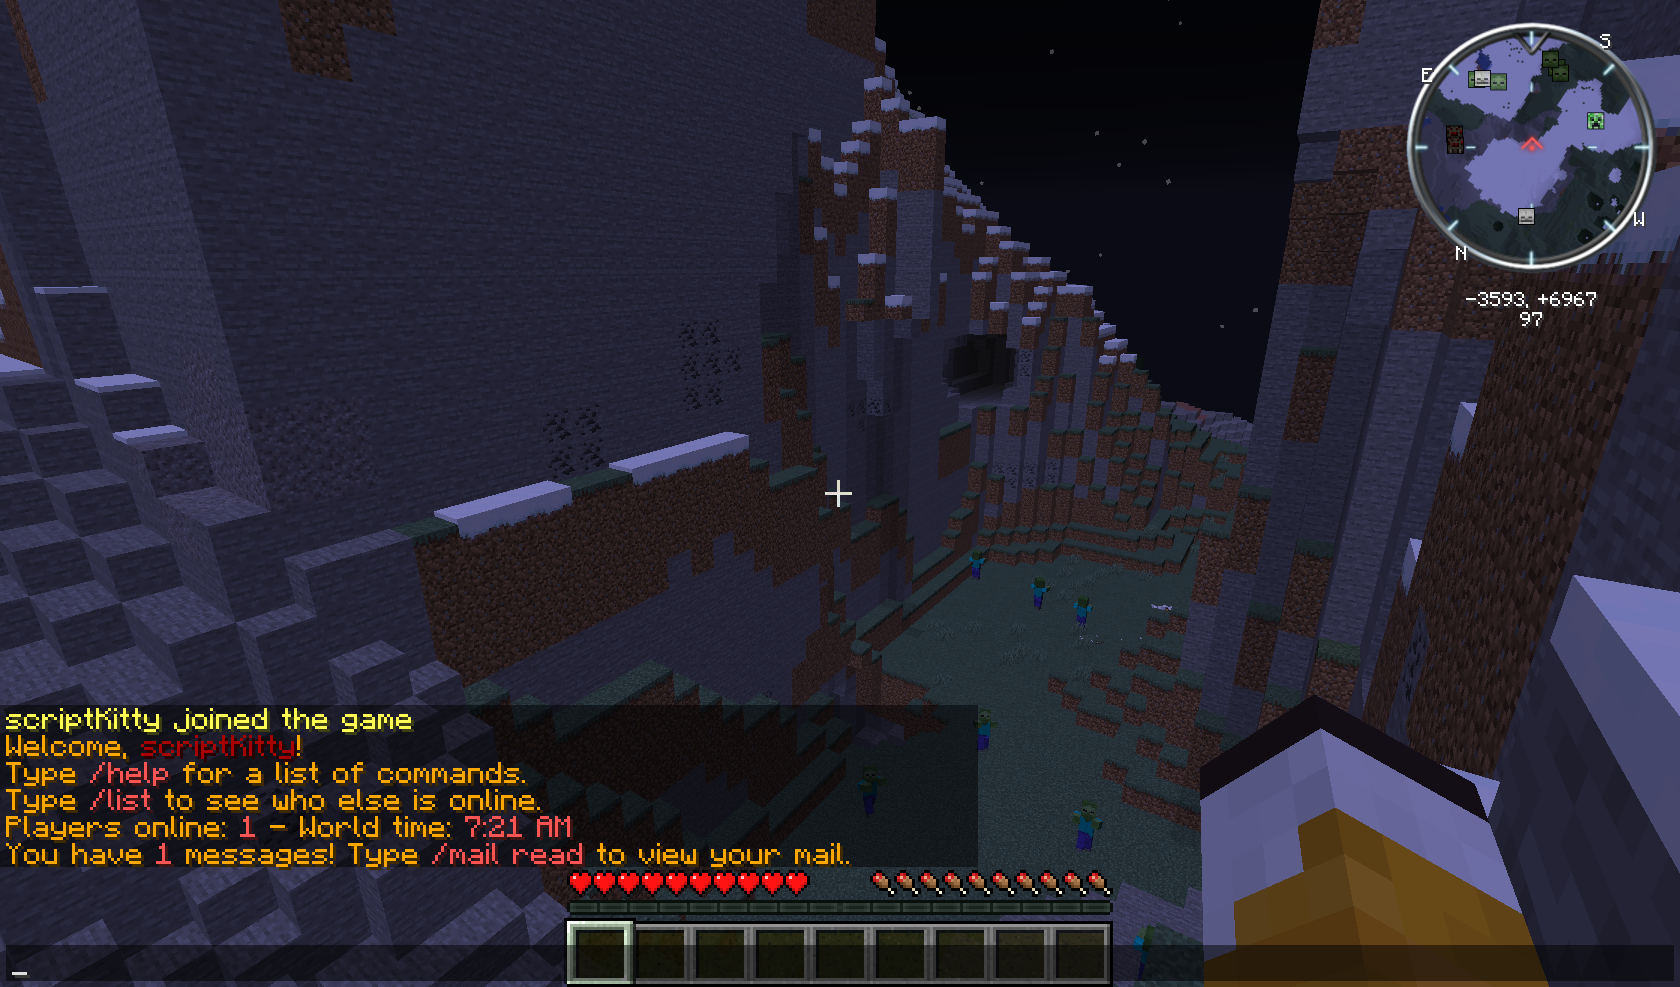 S
E
W
N
-3593, +6967
97
scriptKitty joined the game
Welcome, scriptKitty!
Type /help for a list of commands.
Type /list to see who else is online.
Players online: 1 - World time: 7:21 AM
You have 1 messages! Type /mail read to view your mail.
_